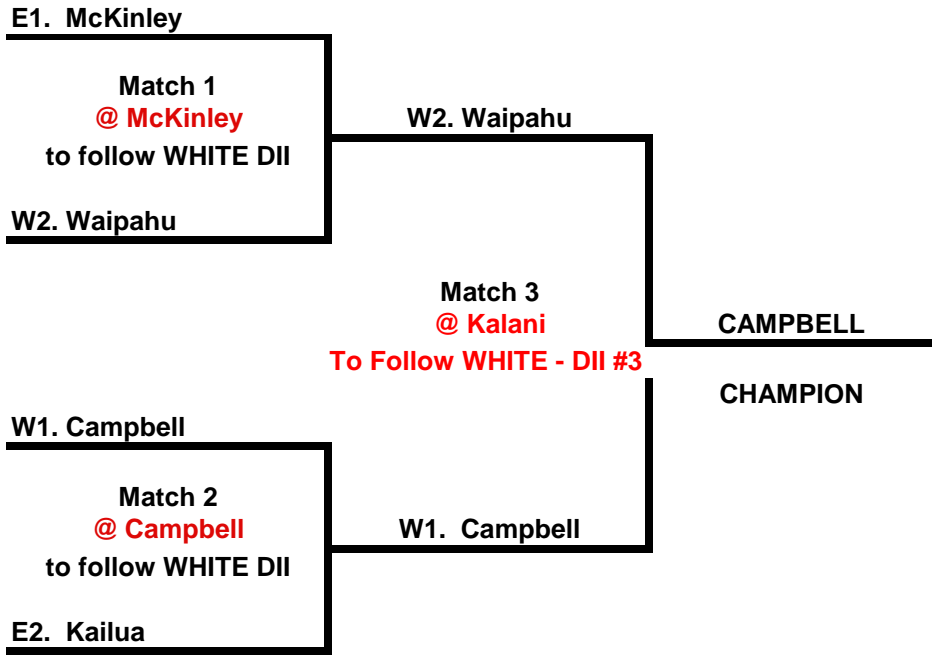 E1. McKinley
Match 1
@ McKinley
to follow WHITE DII
W2. Waipahu
W2. Waipahu
Match 3
@ Kalani
To Follow WHITE - DII #3
CAMPBELL
CHAMPION
W1. Campbell
Match 2
@ Campbell
to follow WHITE DII
W1. Campbell
E2. Kailua